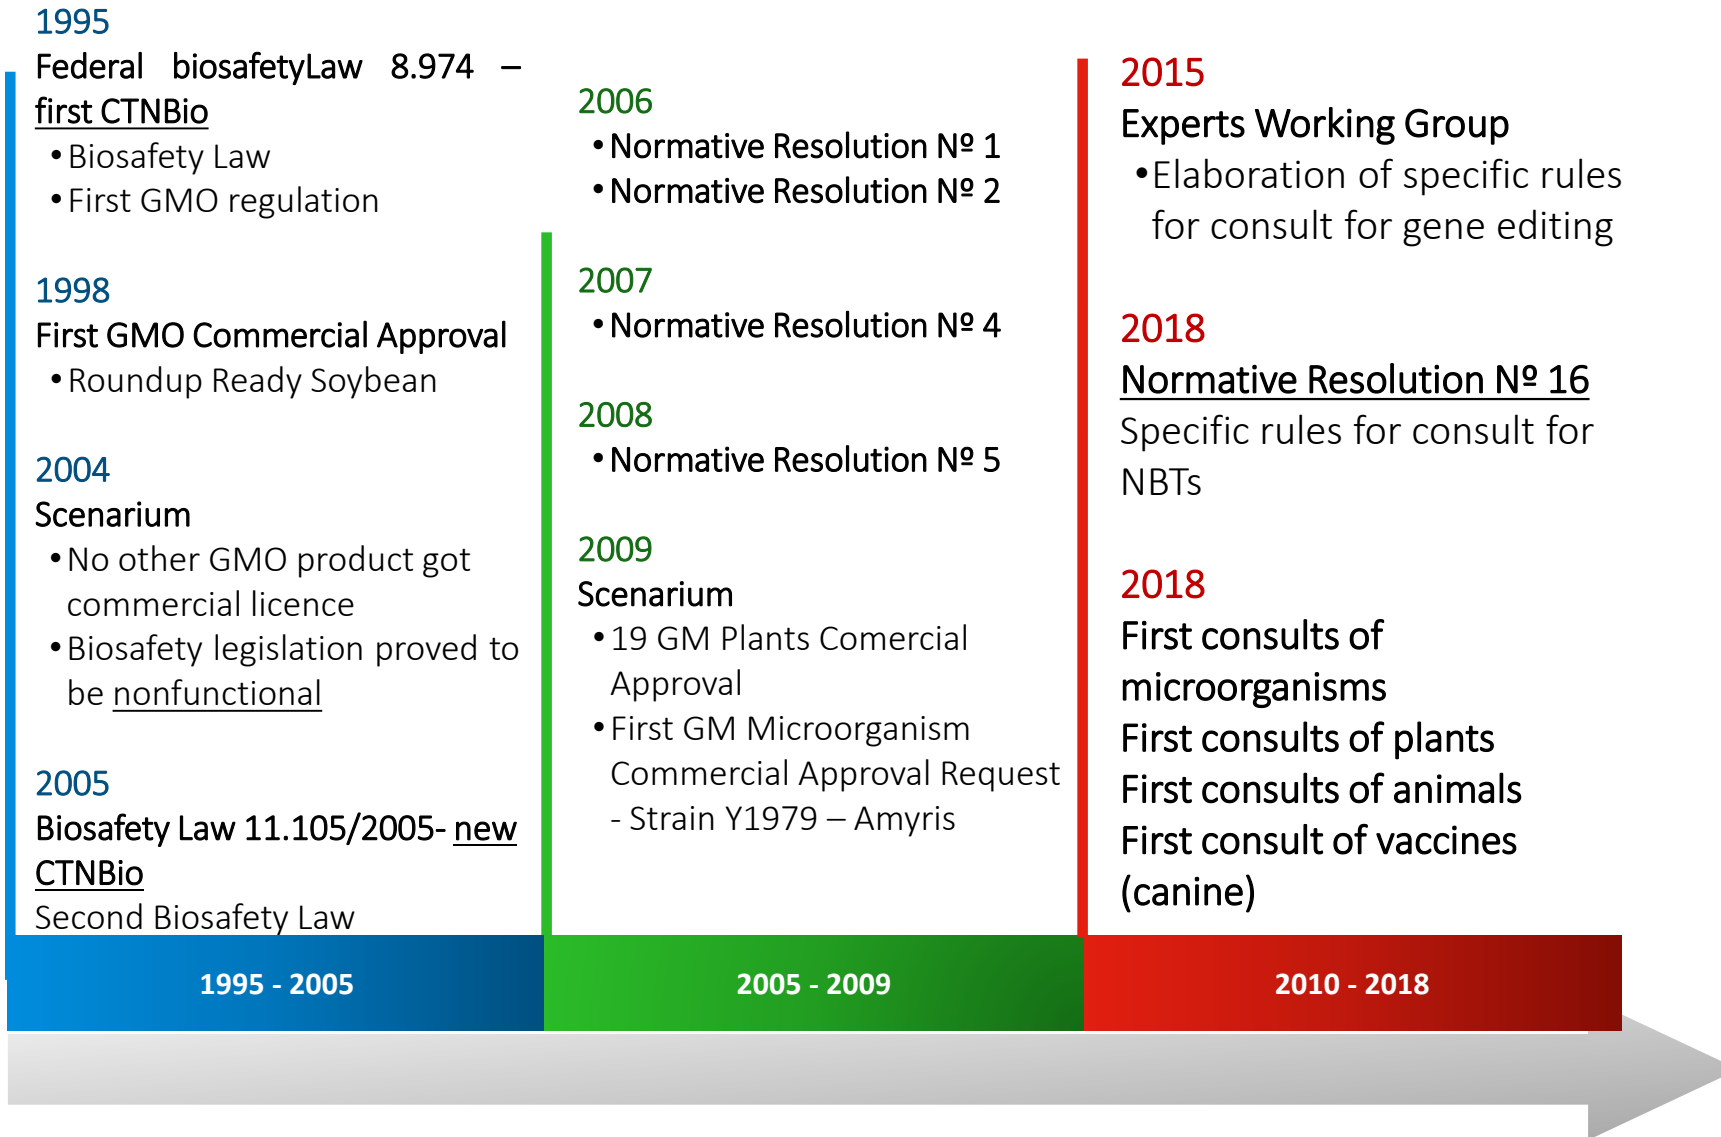 1995
Federal biosafetyLaw 8.974 –
first CTNBio
•Biosafety Law
•First GMO regulation
1998
First GMO Commercial Approval
•Roundup Ready Soybean
2004
Scenarium
•No other GMO product got
commercial licence
•Biosafety legislation proved to
be nonfunctional
2005
Biosafety Law 11.105/2005- new
CTNBio
Second Biosafety Law
2006
•Normative Resolution Nº 1
•Normative Resolution Nº 2
2007
•Normative Resolution Nº 4
2008
•Normative Resolution Nº 5
2009
Scenarium
•19 GM Plants Comercial
Approval
•First GM Microorganism
Commercial Approval Request
- Strain Y1979 – Amyris
2015
Experts Working Group
•Elaboration of specific rules
for consult for gene editing
2018
Normative Resolution Nº 16
Specific rules for consult for
NBTs
2018
First consults of
microorganisms
First consults of plants
First consults of animals
First consult of vaccines
(canine)
1995 - 2005
2005 - 2009
2010 - 2018